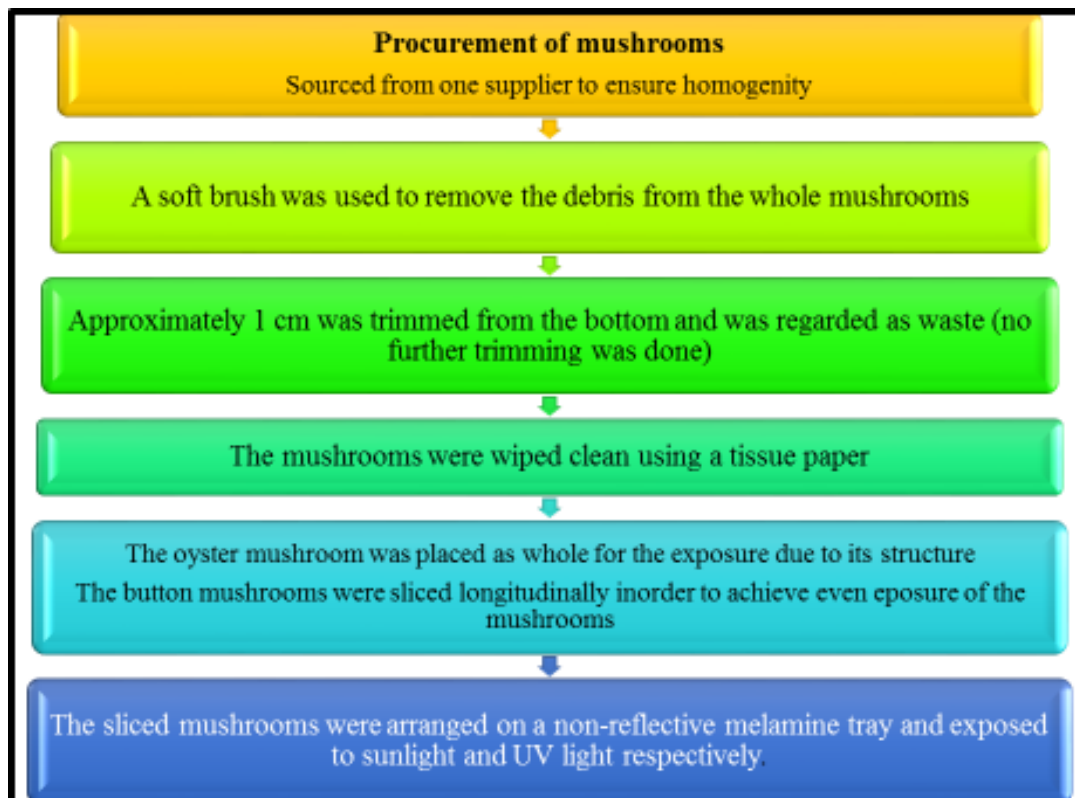 Procurement of mushrooms
Sourced from one supplier to ensure homogenity
A soft brush was used to remove the debris from the whole mushrooms
Approximately 1 cm was trimmed from the bottom and was regarded as waste (no
further trimming was done)
The mushrooms were wiped clean using a tissue paper
The oyster mushroom was placed as whole for the exposure due to its structure
The button mushrooms were sliced longitudinally inorder to achieve even eposure of the
mushrooms
The sliced mushrooms were arranged on a non-reflective melamine tray and exposed
to sunlight and UV light respectively.